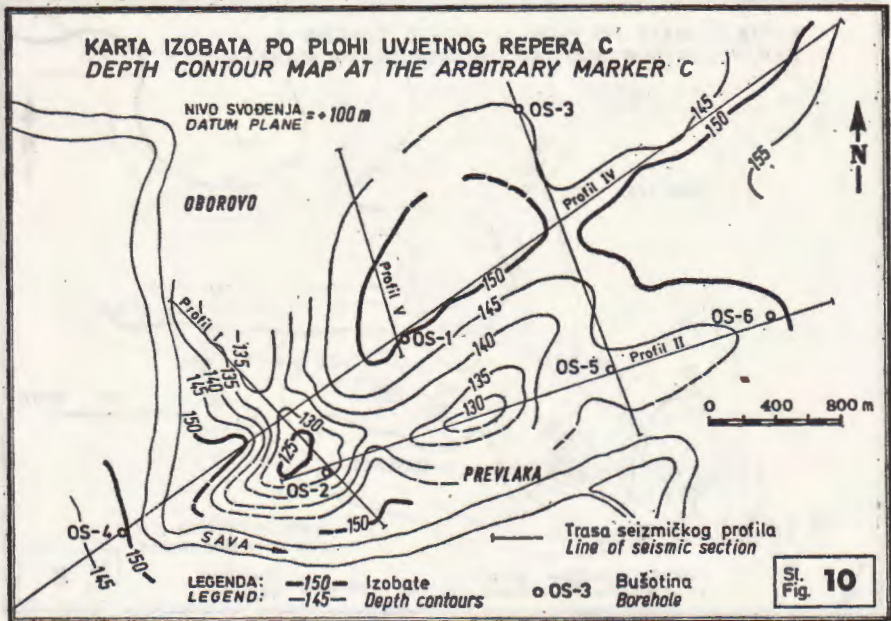 KARTA IZOBATA PO PLOHI UVJETNOG REPERA C
DEPTH CONTOUR MAP AT THE ARBITRARY MARKER C
NIVO SVOĐENJA
DATUM PLANE = + 100 m
OBOROVO
OS-3
145
150
155
N
Profil IV
Profil V
150
145
140
135
130
Profil I
OS-1
OS-6
Profil II
OS-5
135
135
140
145
150
130
125
OS-2
PREVLAKA
0 400 800 m
OS-4
150
145
150
SAVA
Trasa seizmičkog profila
Line of seismic section
LEGENDA: —150— Izobate
LEGEND: —145— Depth contours
OS-3 Bušotina
Borehole
Sl.
Fig. 10